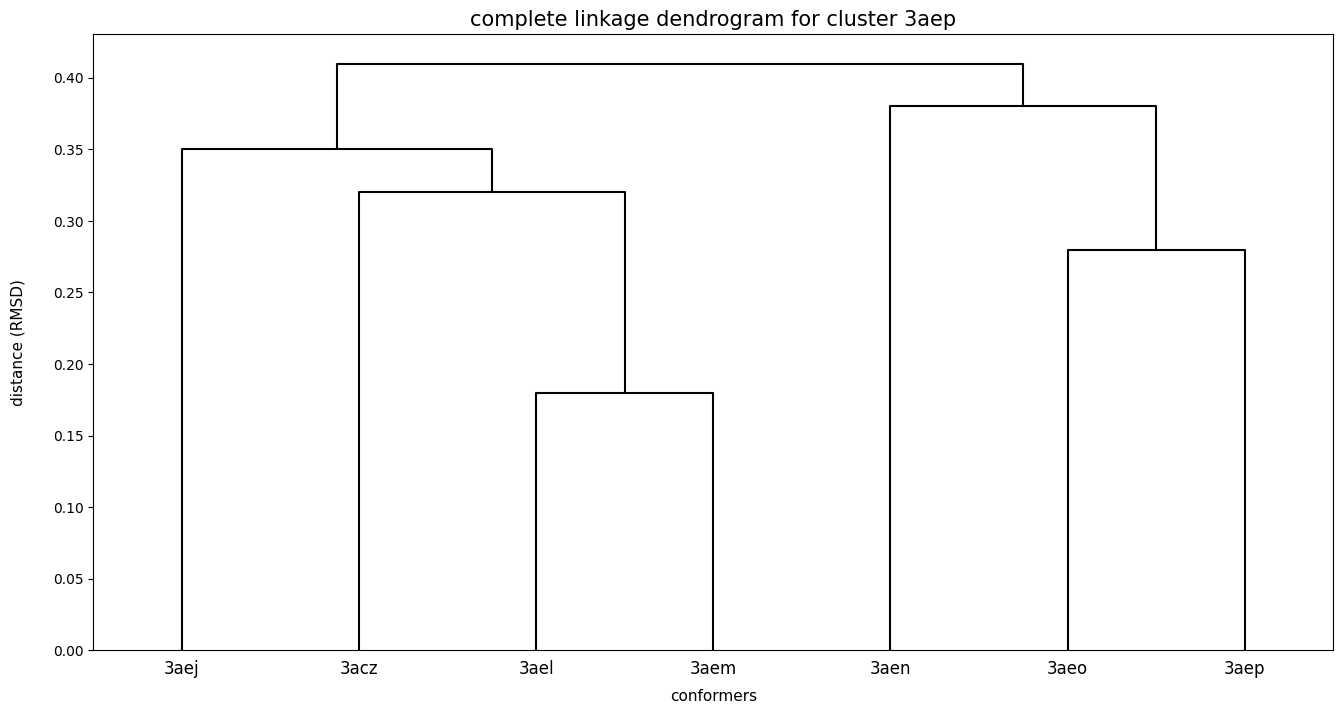 complete linkage dendrogram for cluster 3aep
distance (RMSD)
0.40
0.35
0.30
0.25
0.20
0.15
0.10
0.05
0.00
3aej 3acz 3ael 3aem 3aen 3aeo 3aep
conformers